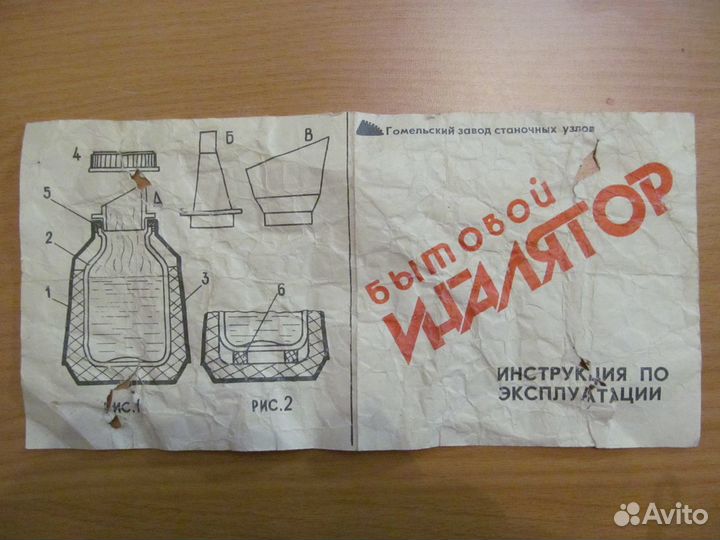 4
5
2
1
А
3
Б
В
6
РИС.1
РИС.2
Гомельский завод станочных узлов
БЫТОВОЙ
ИНГАЛЯТОР
ИНСТРУКЦИЯ ПО
ЭКСПЛУАТАЦИИ
Avito